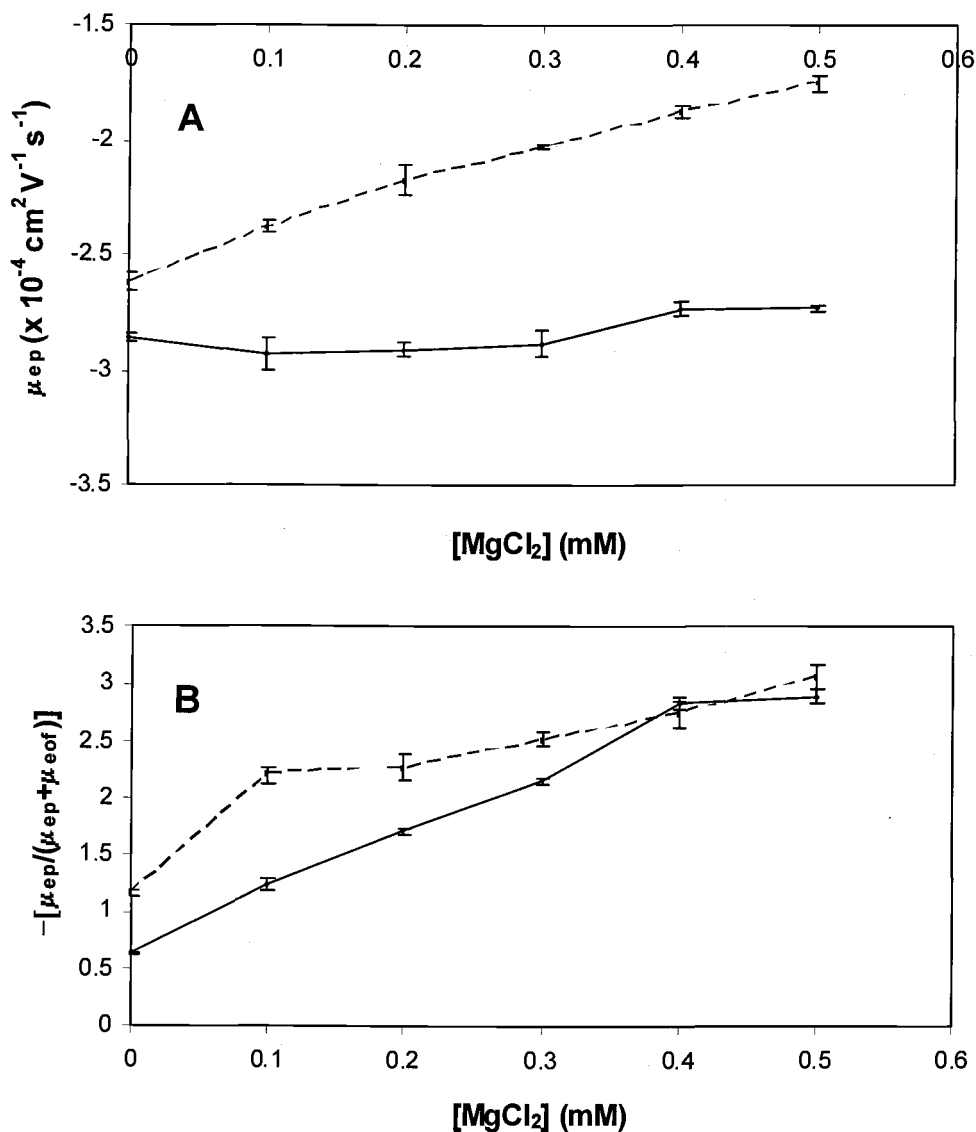 -1.5
0 0.1 0.2 0.3 0.4 0.5 0.6
A
-2
-2.5
-3
-3.5
μep (x 10⁻⁴ cm² V⁻¹ s⁻¹)
[MgCl₂] (mM)
3.5
B
3
2.5
2
1.5
1
0.5
0
−[μep/(μep+μeof)]
0 0.1 0.2 0.3 0.4 0.5 0.6
[MgCl₂] (mM)